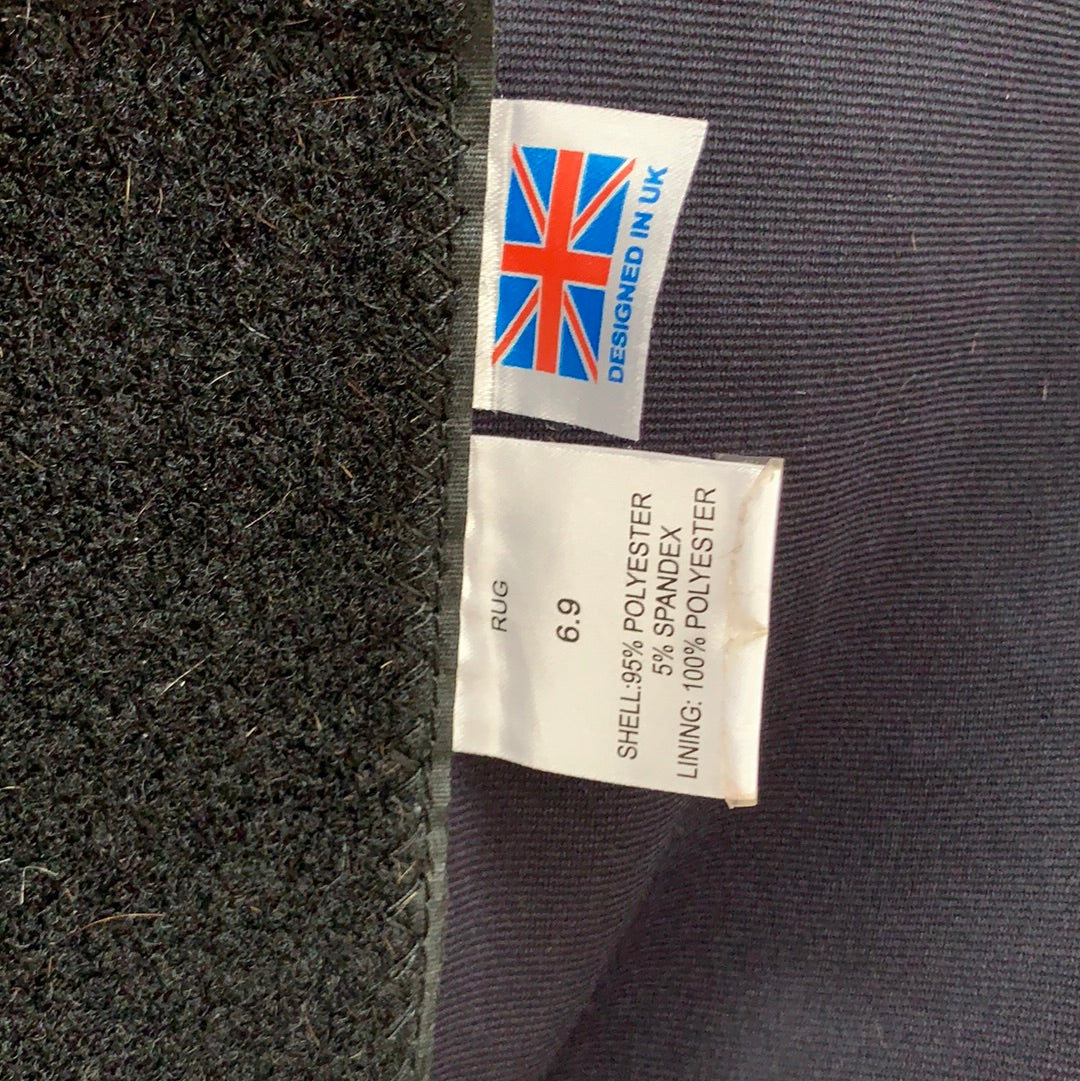 DESIGNED IN UK
RUG
6.9
SHELL:95% POLYESTER
5% SPANDEX
LINING: 100% POLYESTER